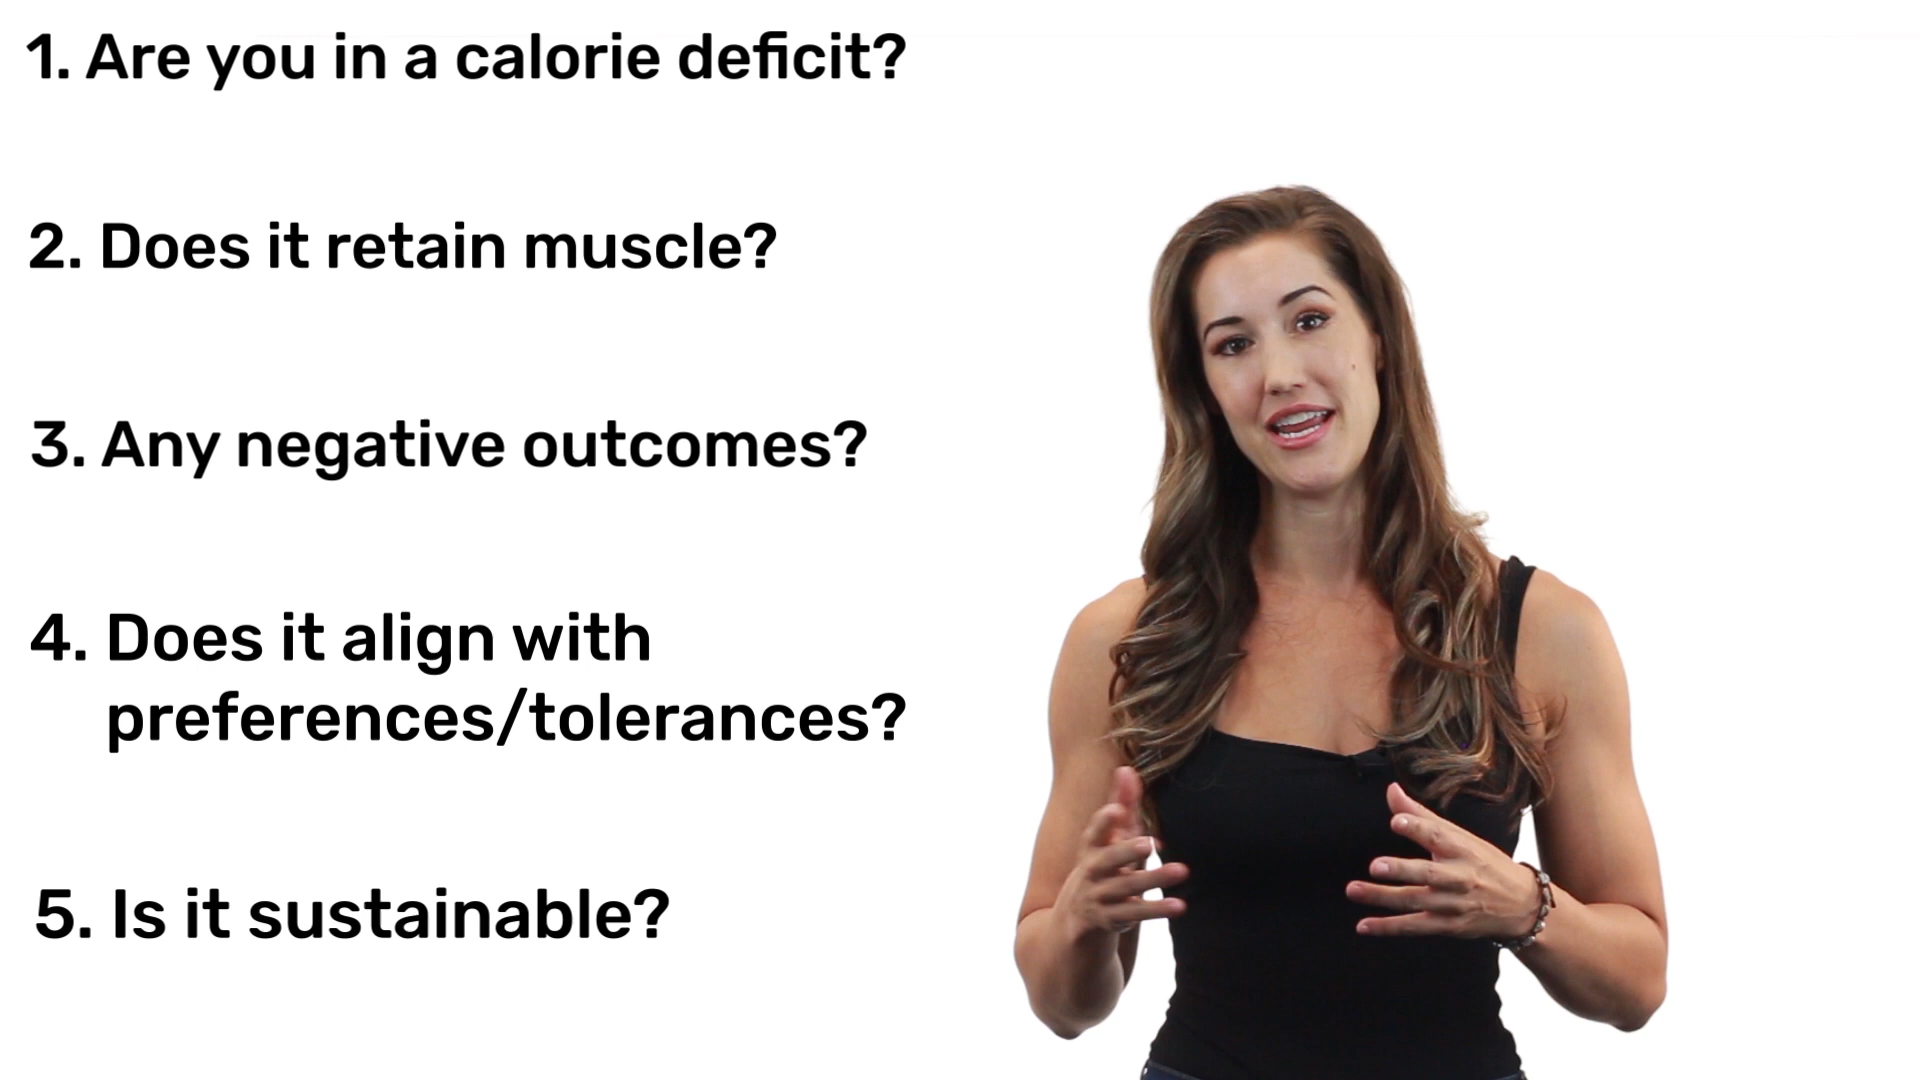 1. Are you in a calorie deficit?
2. Does it retain muscle?
3. Any negative outcomes?
4. Does it align with
preferences/tolerances?
5. Is it sustainable?